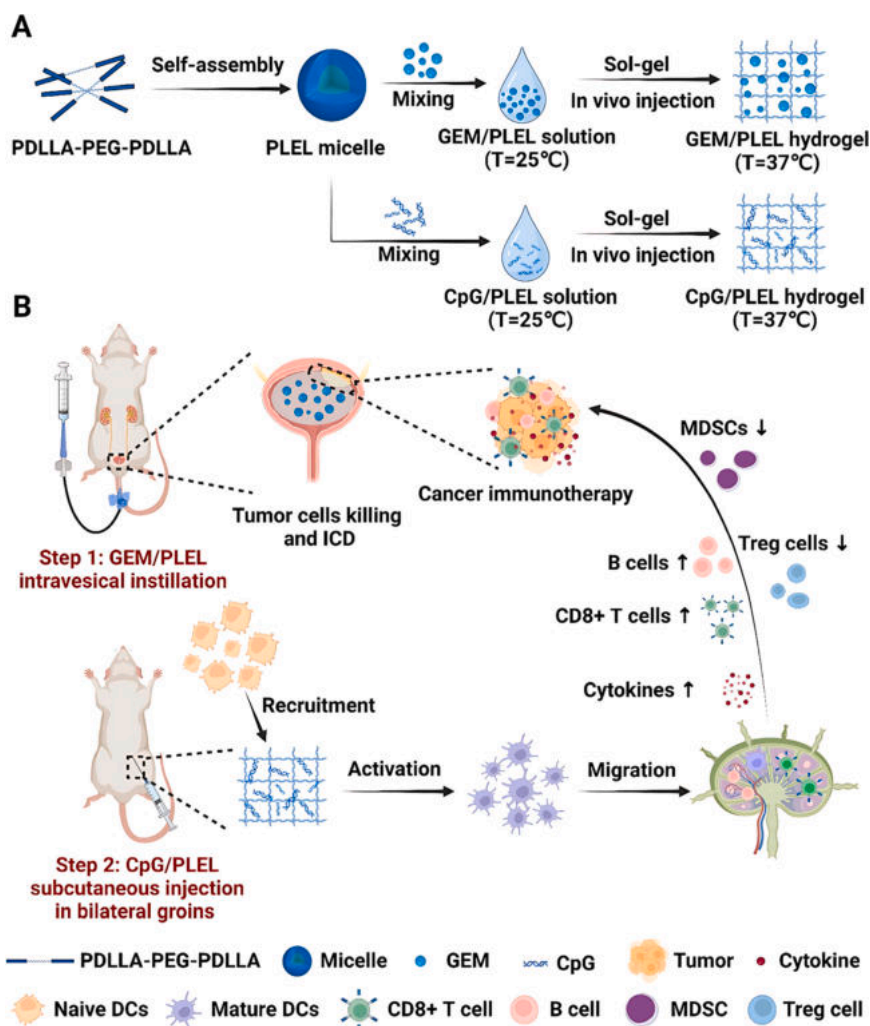 A
Self-assembly
Mixing
Sol-gel
In vivo injection
PDLLA-PEG-PDLLA
PLEL micelle
GEM/PLEL solution
(T=25℃)
GEM/PLEL hydrogel
(T=37℃)
Mixing
Sol-gel
In vivo injection
CpG/PLEL solution
(T=25℃)
CpG/PLEL hydrogel
(T=37℃)
B
Tumor cells killing
and ICD
Cancer immunotherapy
MDSCs ↓
Treg cells ↓
B cells ↑
CD8+ T cells ↑
Cytokines ↑
Step 1: GEM/PLEL
intravesical instillation
Recruitment
Activation
Migration
Step 2: CpG/PLEL
subcutaneous injection
in bilateral groins
PDLLA-PEG-PDLLA
Micelle
GEM
CpG
Tumor
Cytokine
Naive DCs
Mature DCs
CD8+ T cell
B cell
MDSC
Treg cell